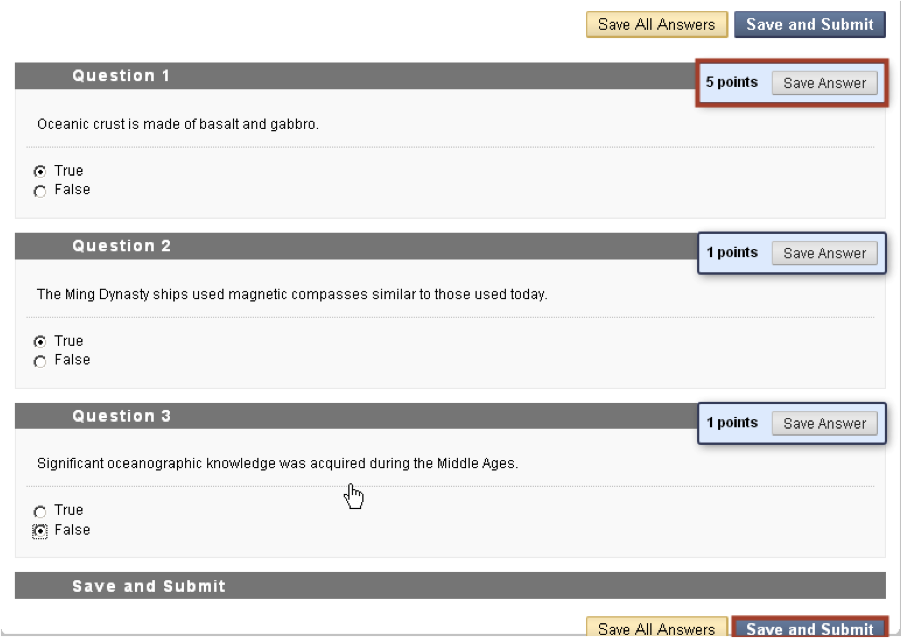 Save All Answers Save and Submit
Question 1 5 points Save Answer
Oceanic crust is made of basalt and gabbro.
True
False
Question 2 1 points Save Answer
The Ming Dynasty ships used magnetic compasses similar to those used today.
True
False
Question 3 1 points Save Answer
Significant oceanographic knowledge was acquired during the Middle Ages.
True
False
Save and Submit
Save All Answers Save and Submit